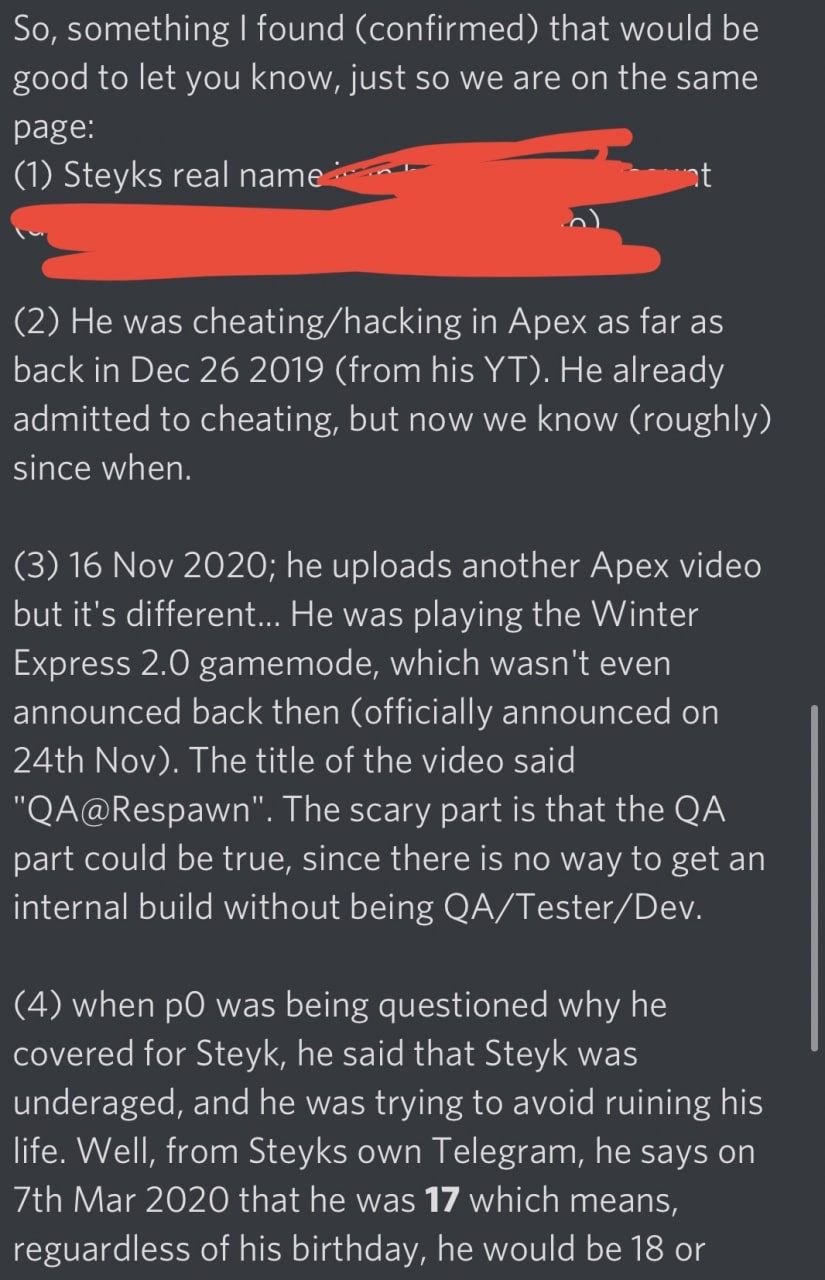 So, something I found (confirmed) that would be
good to let you know, just so we are on the same
page:
(1) Steyks real name
(2) He was cheating/hacking in Apex as far as
back in Dec 26 2019 (from his YT). He already
admitted to cheating, but now we know (roughly)
since when.
(3) 16 Nov 2020; he uploads another Apex video
but it's different... He was playing the Winter
Express 2.0 gamemode, which wasn't even
announced back then (officially announced on
24th Nov). The title of the video said
"QA@Respawn". The scary part is that the QA
part could be true, since there is no way to get an
internal build without being QA/Tester/Dev.
(4) when p0 was being questioned why he
covered for Steyk, he said that Steyk was
underaged, and he was trying to avoid ruining his
life. Well, from Steyks own Telegram, he says on
7th Mar 2020 that he was 17 which means,
reguardless of his birthday, he would be 18 or